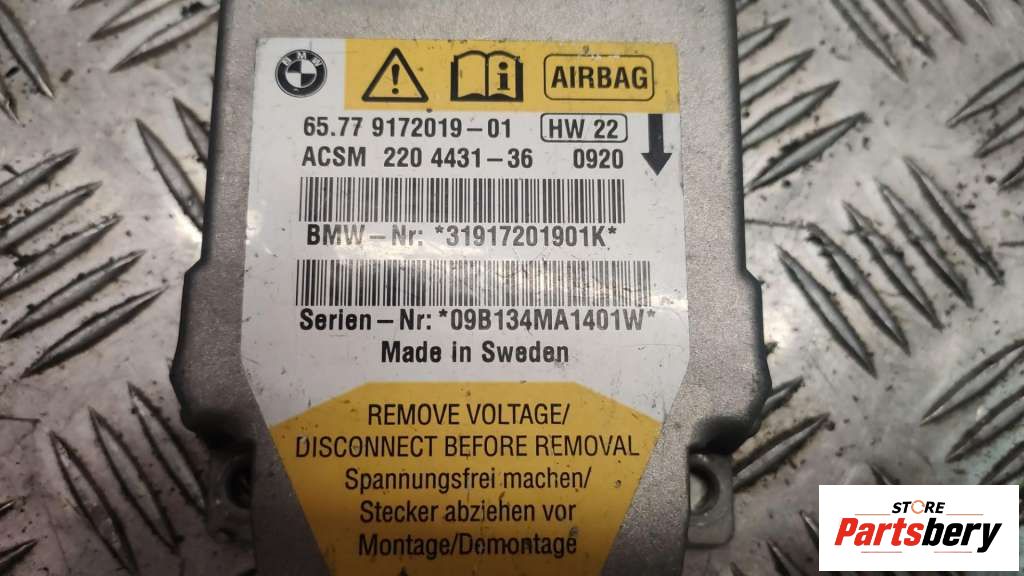 BMW
AIRBAG
65.77 9172019-01 HW 22
ACSM 220 4431-36 0920
BMW-Nr: *31917201901K*
Serien-Nr: *09B134MA1401W*
Made in Sweden
REMOVE VOLTAGE/
DISCONNECT BEFORE REMOVAL
Spannungsfrei machen/
Stecker abziehen vor
Montage/Demontage
STORE
Partsbery